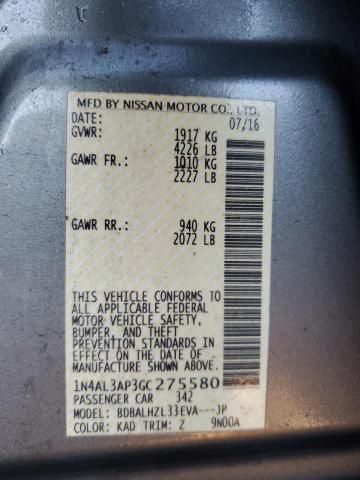 MFD BY NISSAN MOTOR CO., LTD.
DATE: 07/16
GVWR: 1917 KG
4226 LB
GAWR FR.: 1010 KG
2227 LB
GAWR RR.: 940 KG
2072 LB
THIS VEHICLE CONFORMS TO
ALL APPLICABLE FEDERAL
MOTOR VEHICLE SAFETY,
BUMPER, AND THEFT
PREVENTION STANDARDS IN
EFFECT ON THE DATE OF
MANUFACTURE SHOWN ABOVE.
1N4AL3AP3GC275580
PASSENGER CAR 342
MODEL: BDBALHZL33EVA---JP
COLOR: KAD TRIM: Z 9N00A